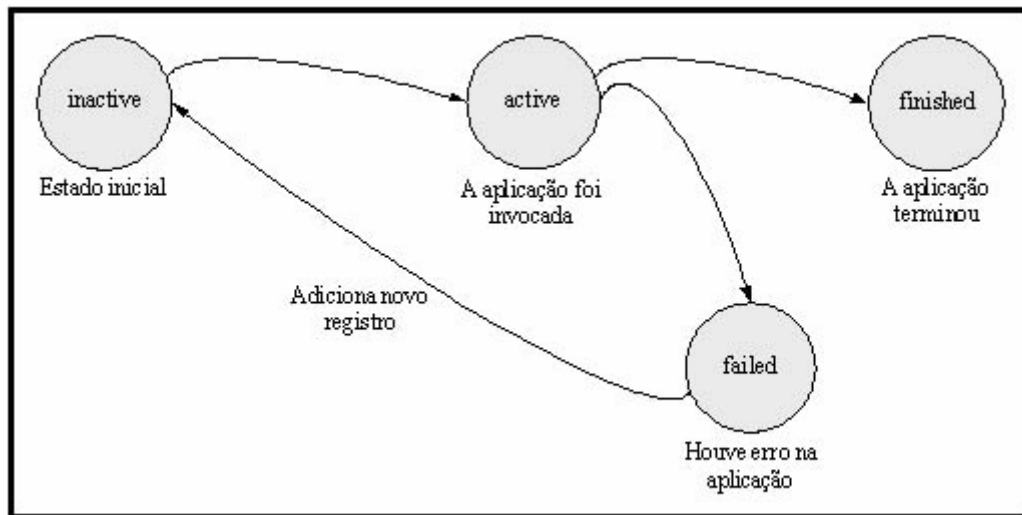 inactive
active
finished
Estado inicial
A aplicação foi
invocada
A aplicação
terminou
Adiciona novo
registro
failed
Houve erro na
aplicação